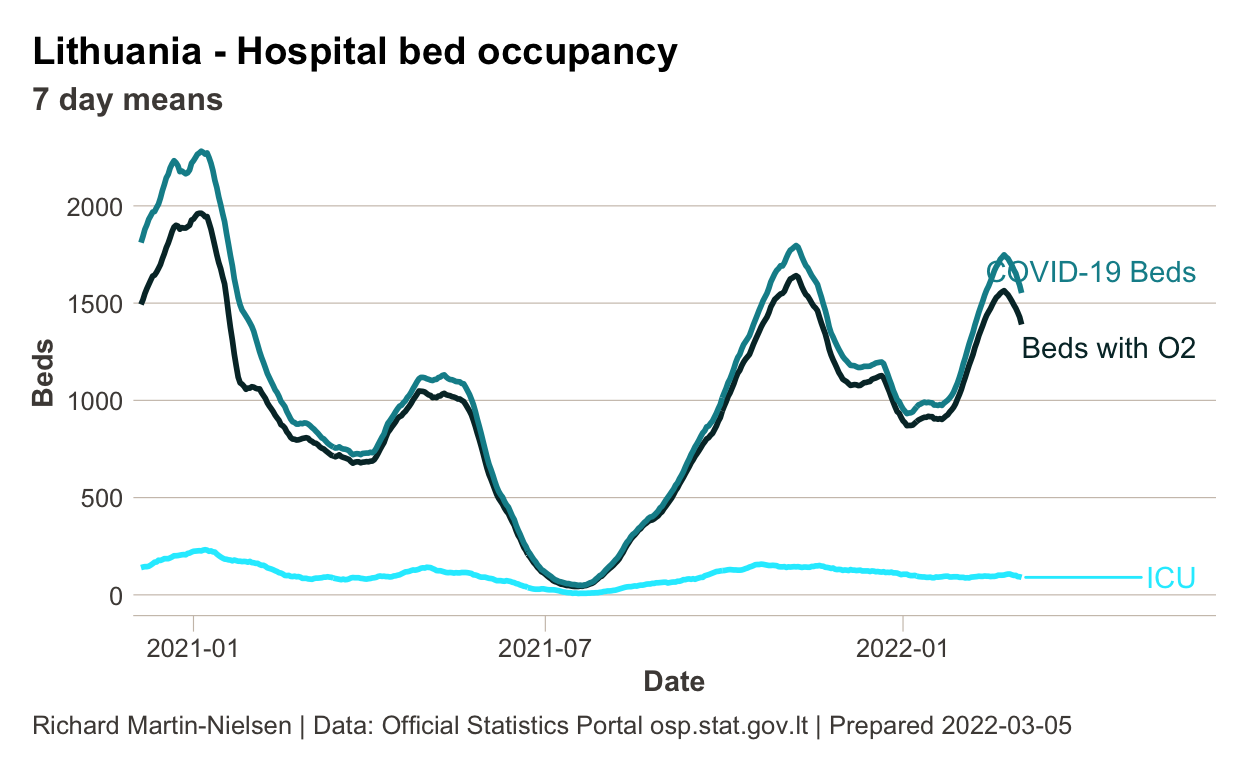 Lithuania - Hospital bed occupancy
7 day means
2000
1500
1000
500
0
Beds
COVID-19 Beds
Beds with O2
ICU
2021-01
2021-07
2022-01
Date
Richard Martin-Nielsen | Data: Official Statistics Portal osp.stat.gov.lt | Prepared 2022-03-05